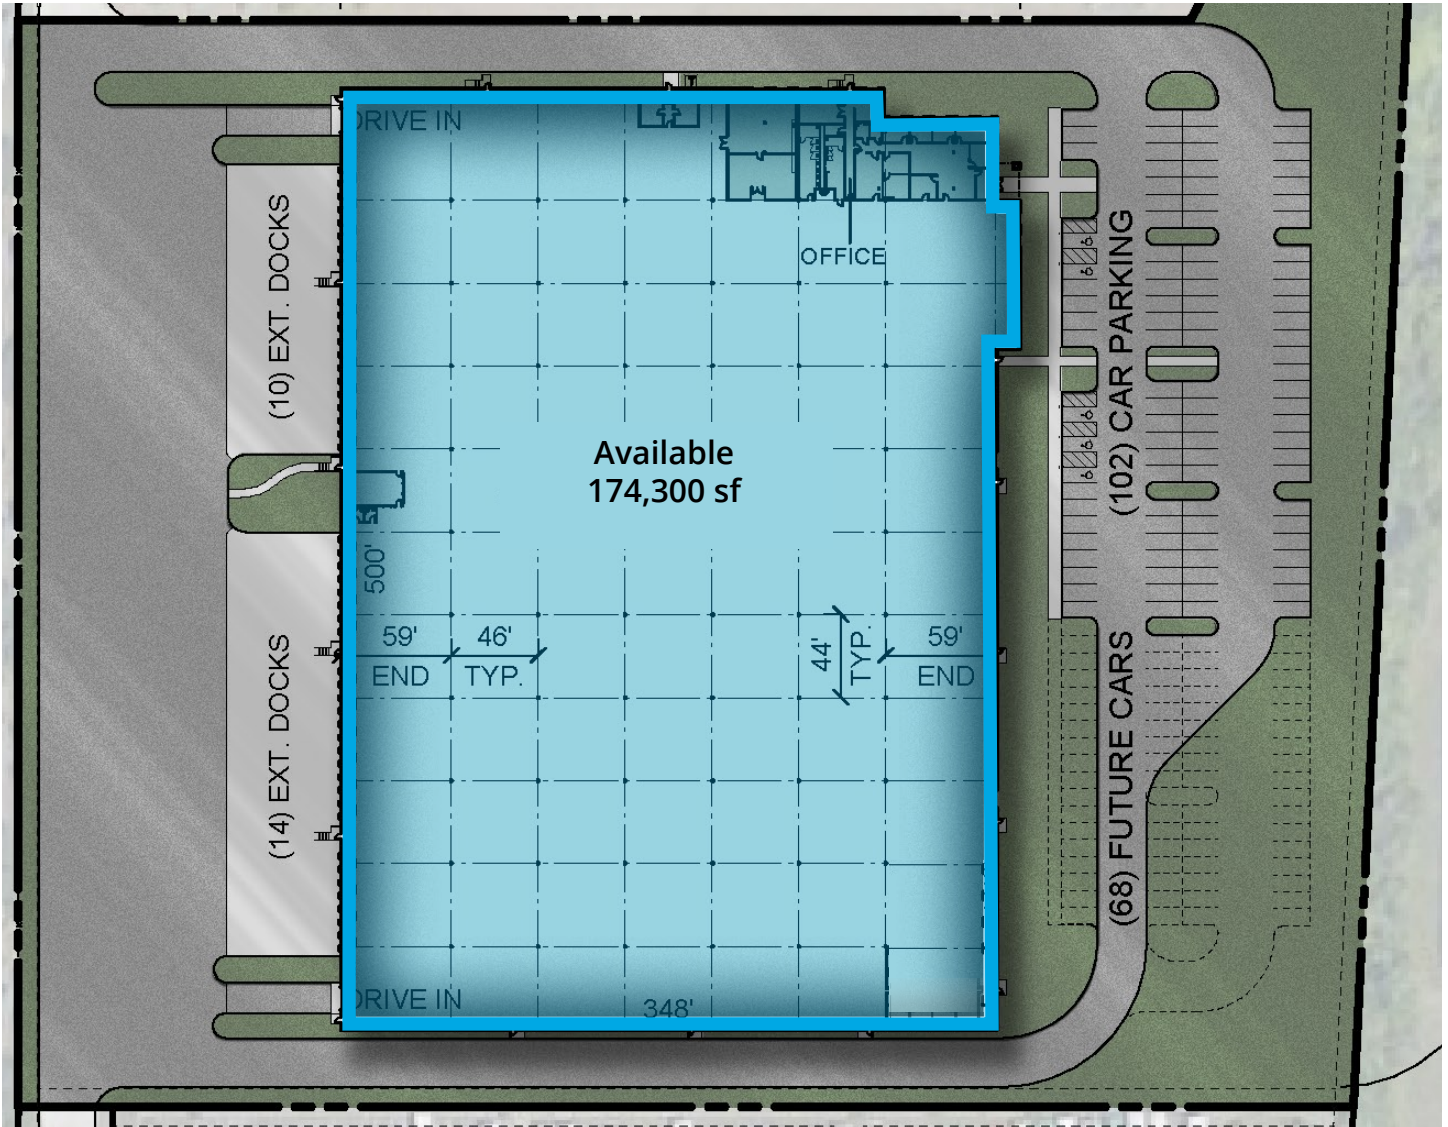 DRIVE IN
OFFICE
(10) EXT. DOCKS
(102) CAR PARKING
Available
174,300 sf
500'
59'
END
46'
TYP.
44'
TYP.
59'
END
(14) EXT. DOCKS
(68) FUTURE CARS
DRIVE IN
348'